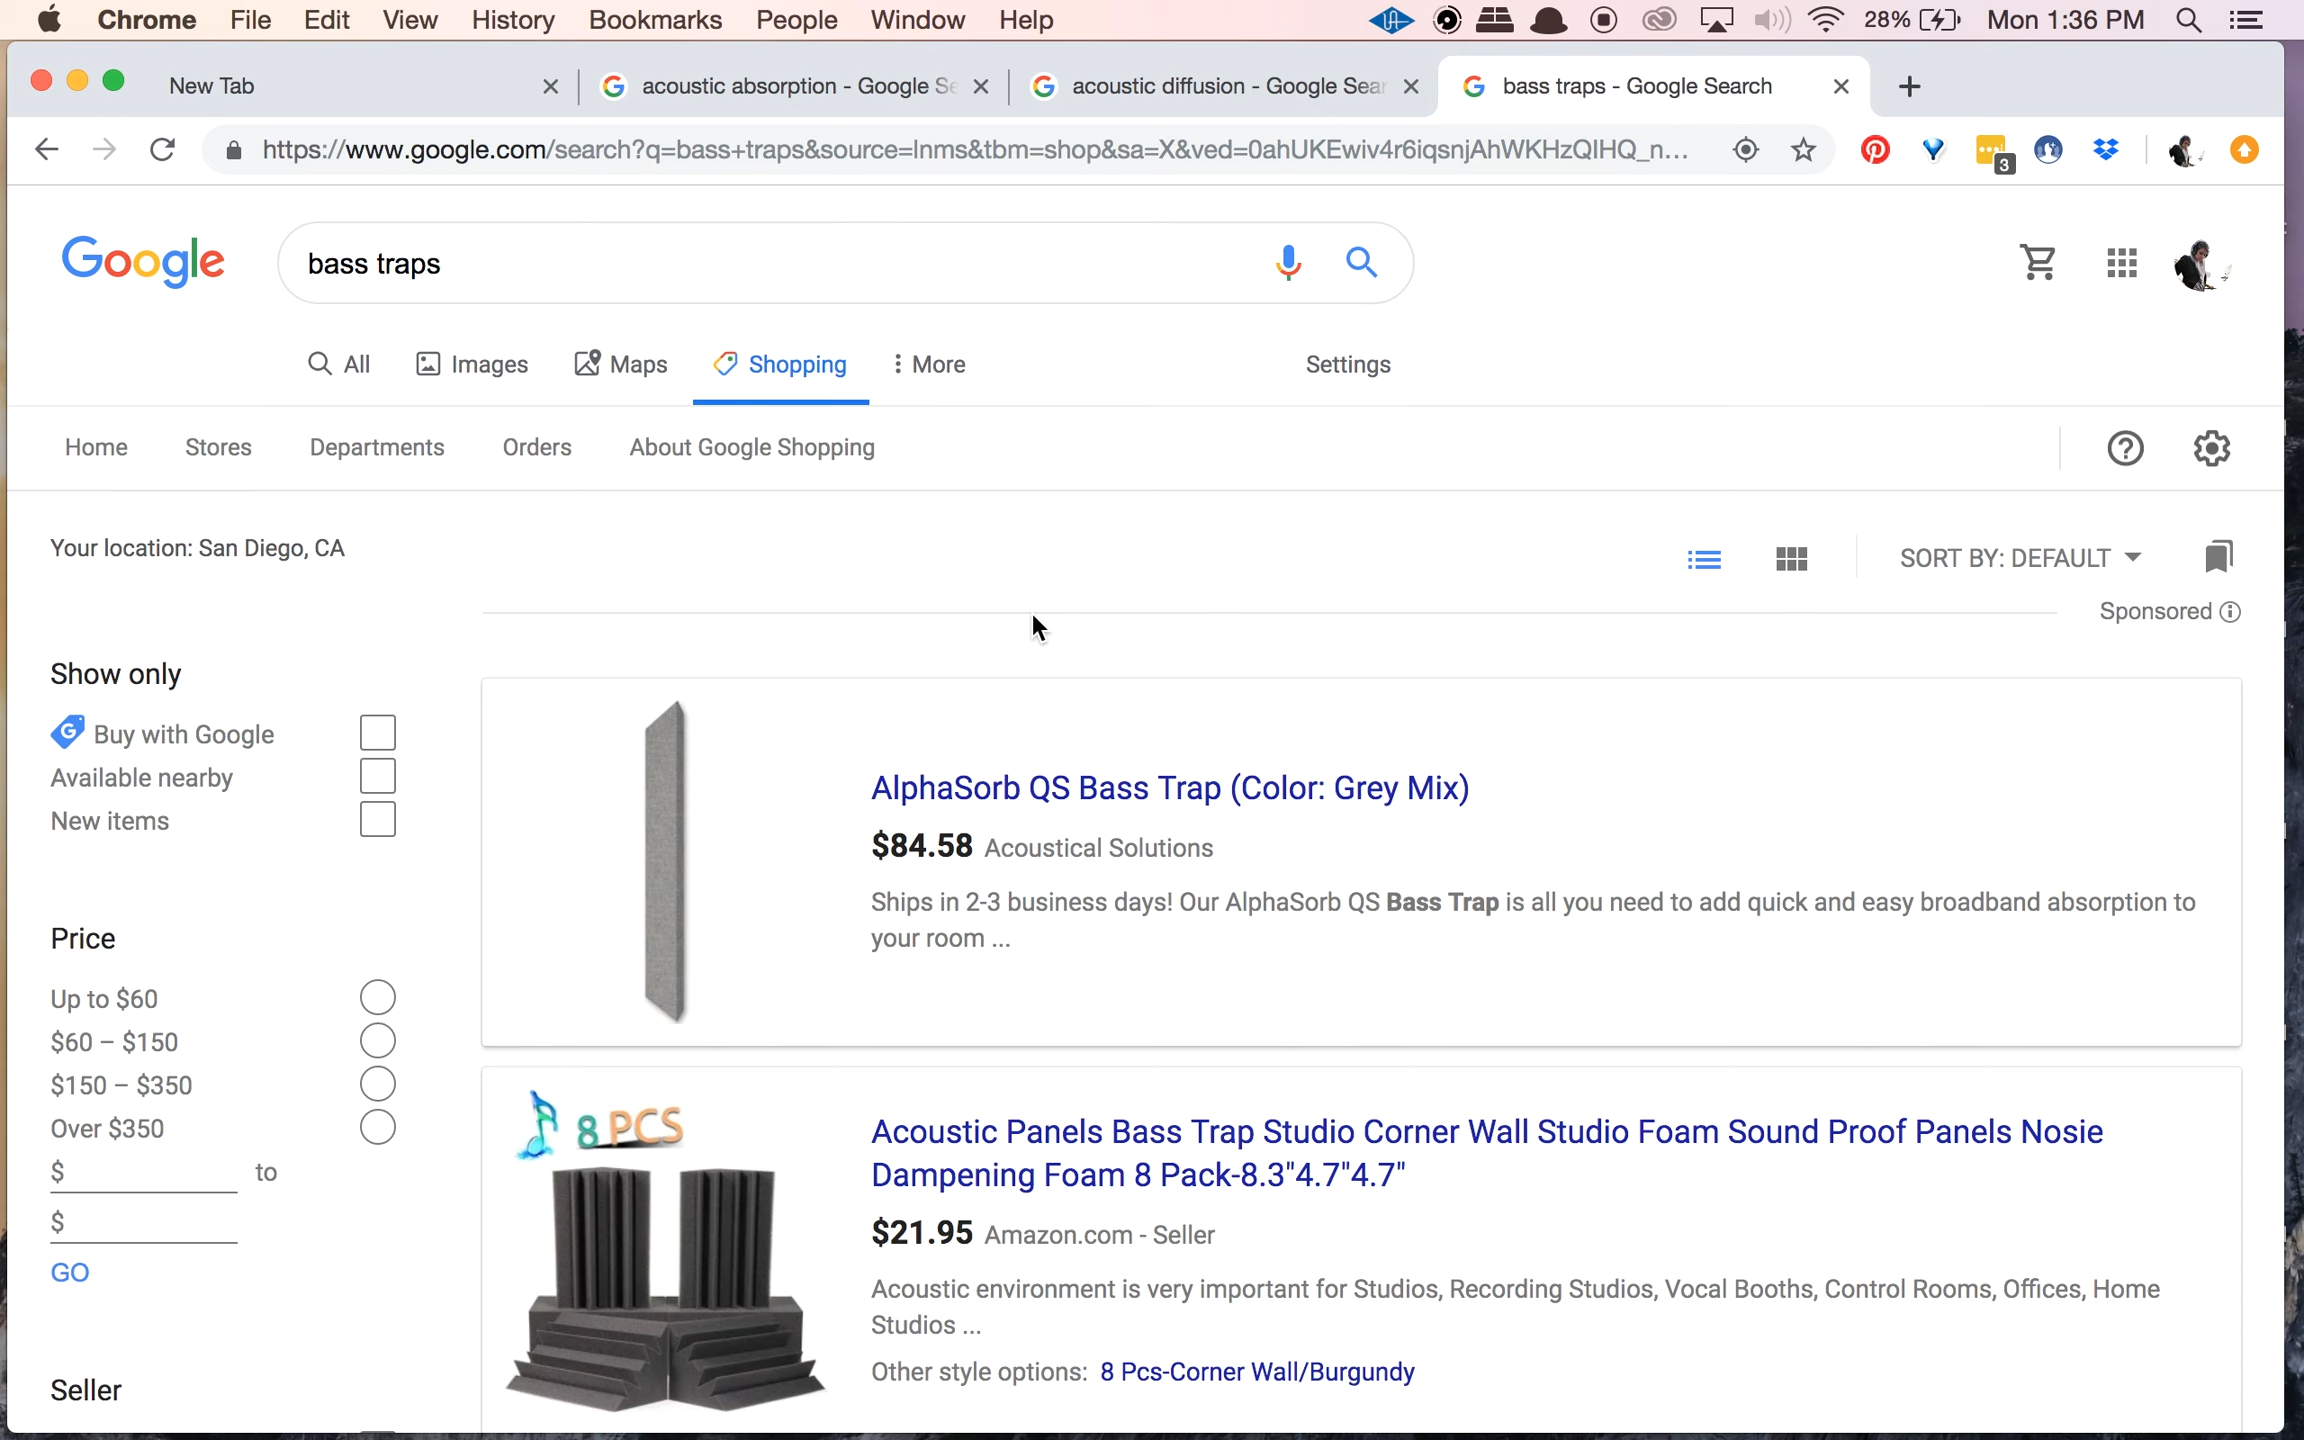 Chrome File Edit View History Bookmarks People Window Help 28% Mon 1:36 PM
New Tab acoustic absorption - Google Se acoustic diffusion - Google Sear bass traps - Google Search
https://www.google.com/search?q=bass+traps&source=lnms&tbm=shop&sa=X&ved=0ahUKEwiv4r6iqsnjAhWKHzQIHQ_n... 3
Google bass traps
All Images Maps Shopping More Settings
Home Stores Departments Orders About Google Shopping
Your location: San Diego, CA
SORT BY: DEFAULT
Sponsored
Show only
Buy with Google
Available nearby
New items
Price
Up to $60
$60 – $150
$150 – $350
Over $350
$ to
$
GO
Seller
AlphaSorb QS Bass Trap (Color: Grey Mix)
$84.58 Acoustical Solutions
Ships in 2-3 business days! Our AlphaSorb QS Bass Trap is all you need to add quick and easy broadband absorption to
your room ...
8 PCS
Acoustic Panels Bass Trap Studio Corner Wall Studio Foam Sound Proof Panels Nosie
Dampening Foam 8 Pack-8.3"4.7"4.7"
$21.95 Amazon.com - Seller
Acoustic environment is very important for Studios, Recording Studios, Vocal Booths, Control Rooms, Offices, Home
Studios ...
Other style options: 8 Pcs-Corner Wall/Burgundy